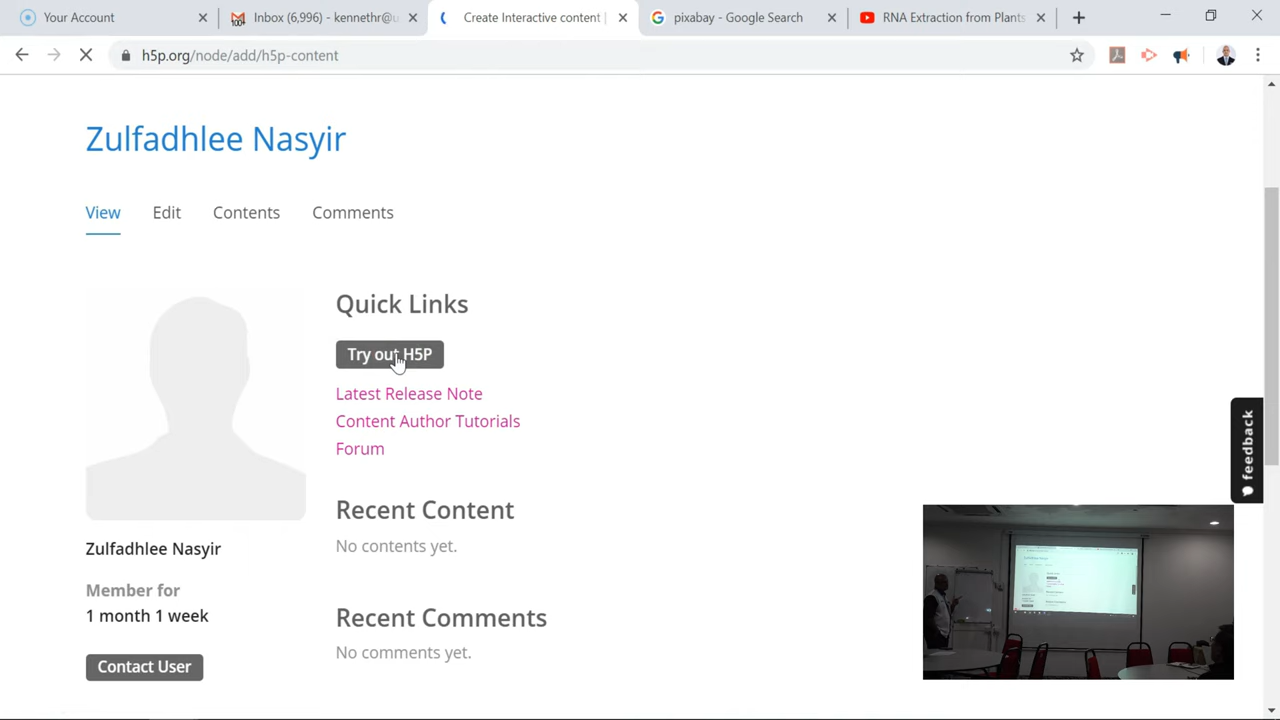 Your Account
Inbox (6,996) - kennethr@u
Create Interactive content |
pixabay - Google Search
RNA Extraction from Plants
h5p.org/node/add/h5p-content
Zulfadhlee Nasyir
View Edit Contents Comments
Quick Links
Try out H5P
Latest Release Note
Content Author Tutorials
Forum
feedback
Recent Content
No contents yet.
Zulfadhlee Nasyir
Member for
1 month 1 week
Recent Comments
No comments yet.
Contact User